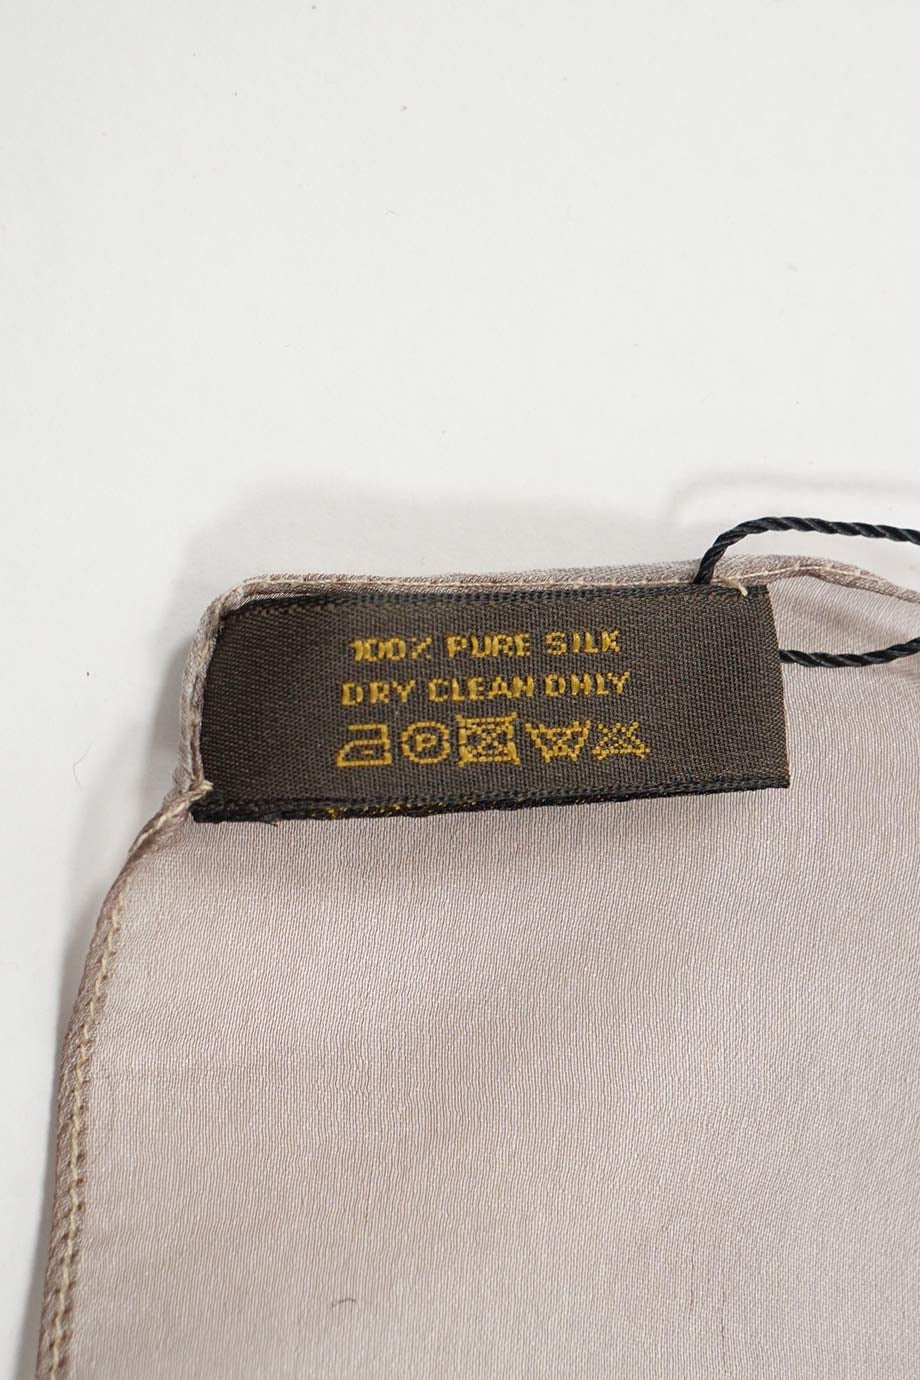 100% PURE SILK
DRY CLEAN ONLY
P